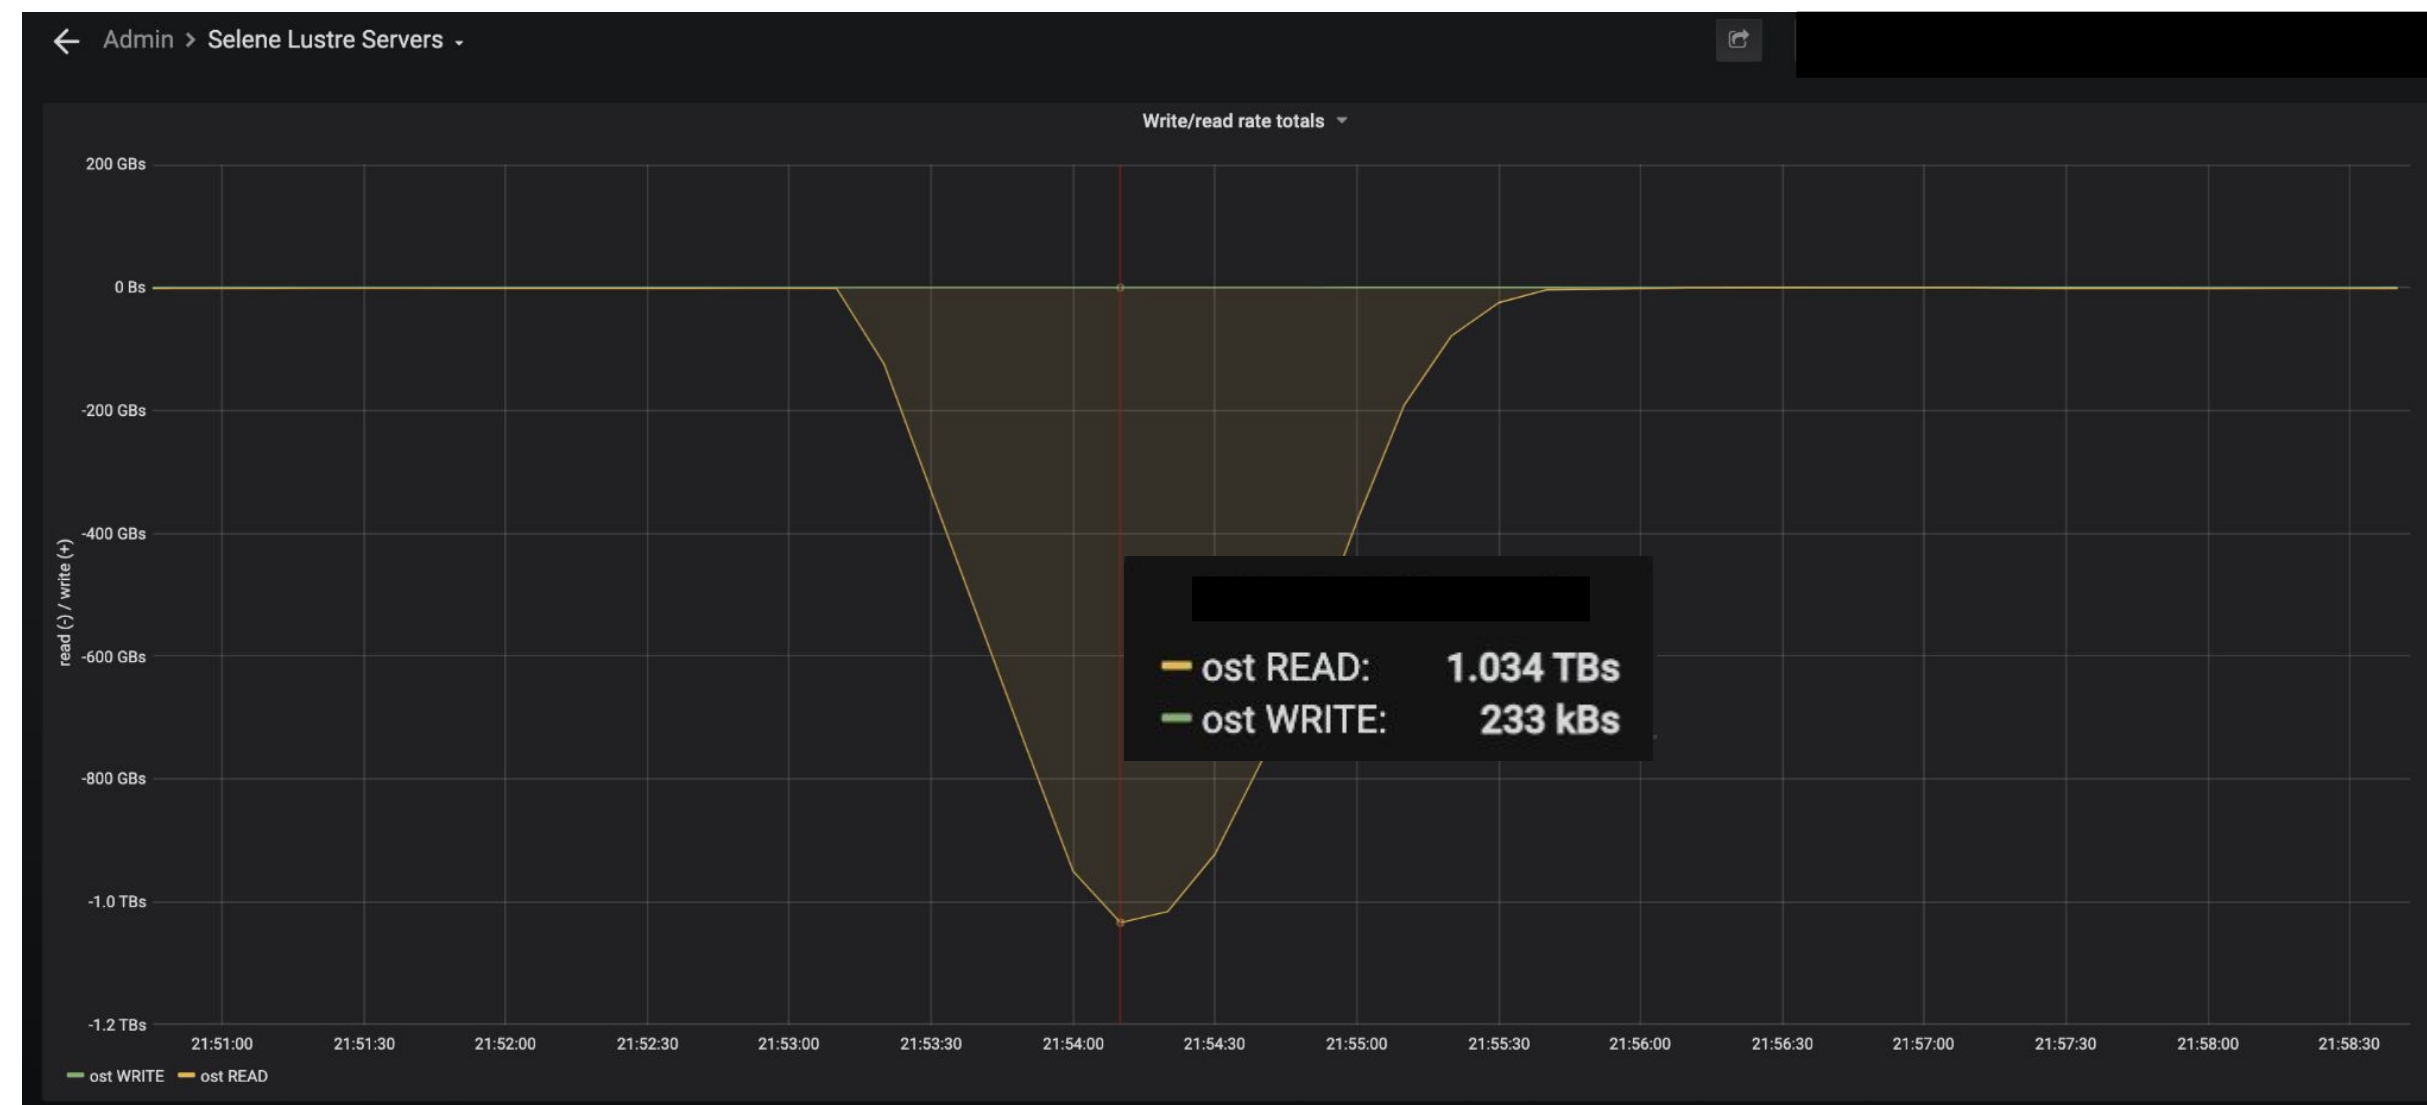 Admin > Selene Lustre Servers
Write/read rate totals
200 GBs
0 Bs
-200 GBs
-400 GBs
-600 GBs
-800 GBs
-1.0 TBs
-1.2 TBs
read (-) / write (+)
ost READ: 1.034 TBs
ost WRITE: 233 kBs
21:51:00 21:51:30 21:52:00 21:52:30 21:53:00 21:53:30 21:54:00 21:54:30 21:55:00 21:55:30 21:56:00 21:56:30 21:57:00 21:57:30 21:58:00 21:58:30
ost WRITE ost READ